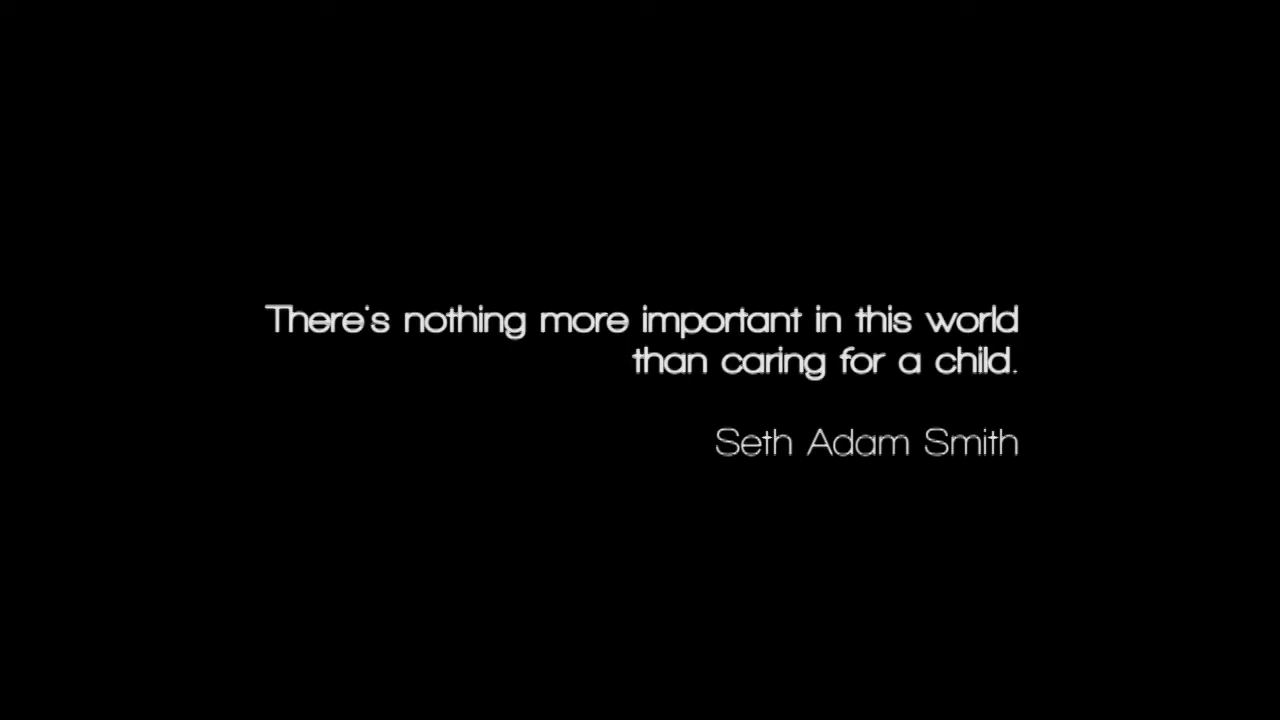 There's nothing more important in this world
than caring for a child.
Seth Adam Smith